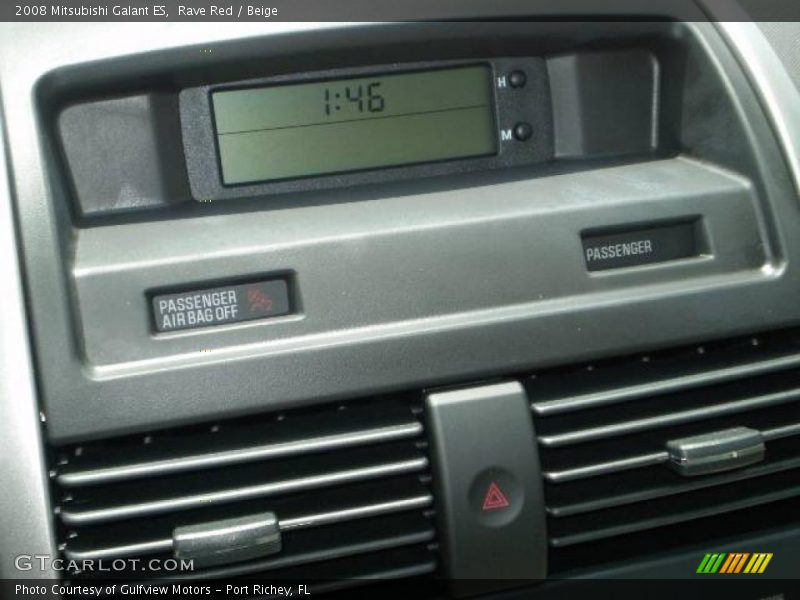 2008 Mitsubishi Galant ES, Rave Red / Beige
1:46
H
M
PASSENGER
PASSENGER
AIR BAG OFF
GTCARLOT.COM
Photo Courtesy of Gulfview Motors - Port Richey, FL